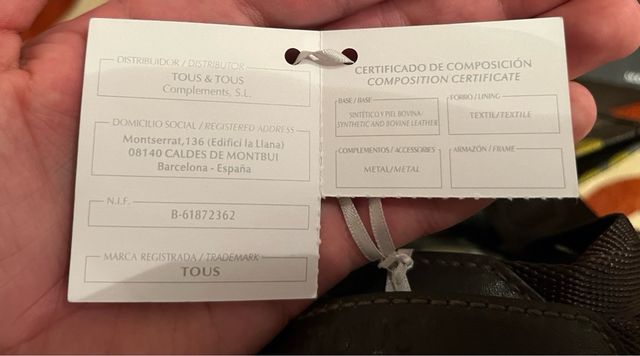 DISTRIBUIDOR / DISTRIBUTOR
TOUS & TOUS
Complements, S.L.
DOMICILIO SOCIAL / REGISTERED ADDRESS
Montserrat,136 (Edifici la Llana)
08140 CALDES DE MONTBUI
Barcelona - España
N.I.F.
B-61872362
MARCA REGISTRADA / TRADEMARK
TOUS
CERTIFICADO DE COMPOSICIÓN
COMPOSITION CERTIFICATE
BASE / BASE
SINTÉTICO Y PIEL BOVINA-
SYNTHETIC AND BOVINE LEATHER
FORRO / LINING
TEXTIL/TEXTILE
COMPLEMENTOS / ACCESSORIES
METAL/METAL
ARMAZÓN / FRAME